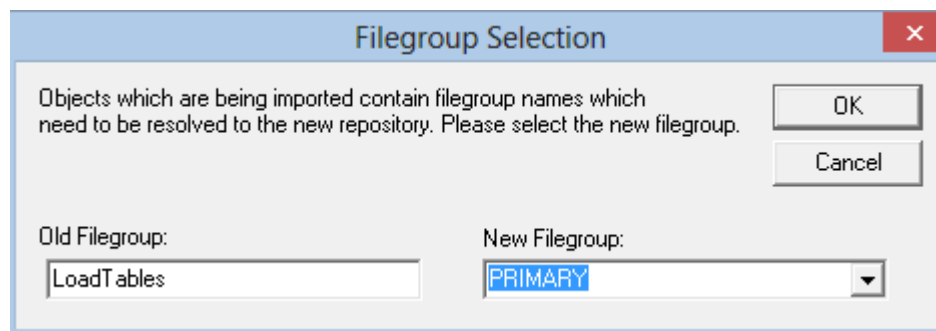 Filegroup Selection
Objects which are being imported contain filegroup names which
need to be resolved to the new repository. Please select the new filegroup.
OK
Cancel
Old Filegroup:
New Filegroup:
LoadTables
PRIMARY